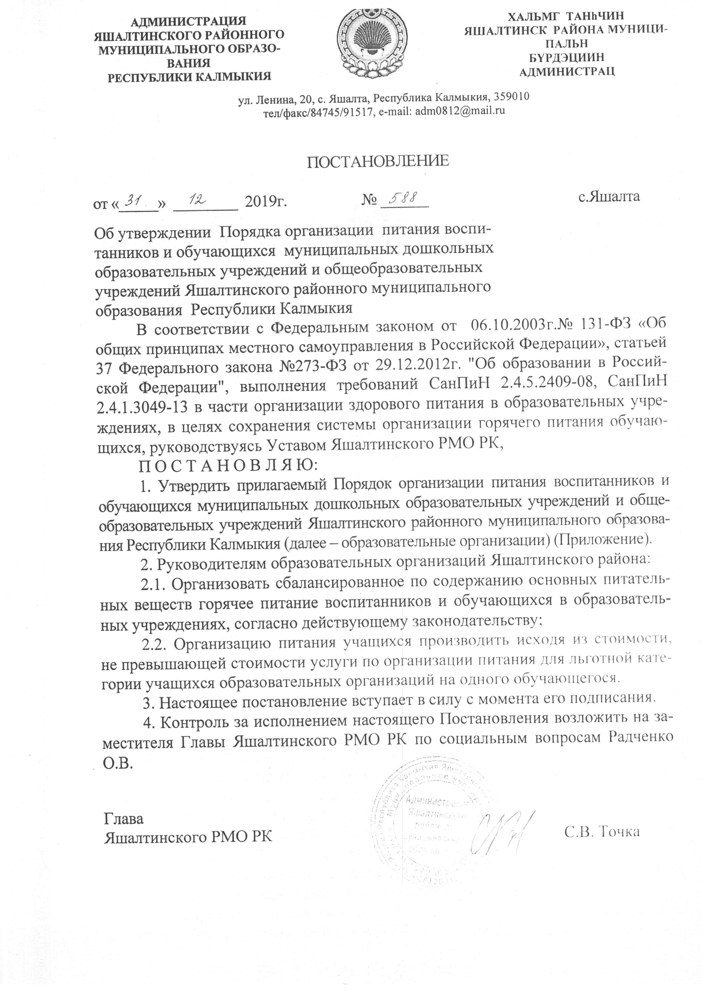 АДМИНИСТРАЦИЯ
ЯШАЛТИНСКОГО РАЙОННОГО
МУНИЦИПАЛЬНОГО ОБРАЗО-
ВАНИЯ
РЕСПУБЛИКИ КАЛМЫКИЯ
ХАЛЬМГ ТАНҺЧИН
ЯШАЛТИНСК РАЙОНА МУНИЦИ-
ПАЛЬН
БҮРДЭЦИИН
АДМИНИСТРАЦ
ул. Ленина, 20, с. Яшалта, Республика Калмыкия, 359010
тел/факс/84745/91517, e-mail: adm0812@mail.ru
ПОСТАНОВЛЕНИЕ
от «31» 12 2019г. № 588 с.Яшалта
Об утверждении Порядка организации питания воспи-
танников и обучающихся муниципальных дошкольных
образовательных учреждений и общеобразовательных
учреждений Яшалтинского районного муниципального
образования Республики Калмыкия
В соответствии с Федеральным законом от 06.10.2003г.№ 131-ФЗ «Об
общих принципах местного самоуправления в Российской Федерации», статьей
37 Федерального закона №273-ФЗ от 29.12.2012г. "Об образовании в Россий-
ской Федерации", выполнения требований СанПиН 2.4.5.2409-08, СанПиН
2.4.1.3049-13 в части организации здорового питания в образовательных учре-
ждениях, в целях сохранения системы организации горячего питания обучаю-
щихся, руководствуясь Уставом Яшалтинского РМО РК,
П О С Т А Н О В Л Я Ю:
1. Утвердить прилагаемый Порядок организации питания воспитанников и
обучающихся муниципальных дошкольных образовательных учреждений и обще-
образовательных учреждений Яшалтинского районного муниципального образова-
ния Республики Калмыкия (далее – образовательные организации) (Приложение).
2. Руководителям образовательных организаций Яшалтинского района:
2.1. Организовать сбалансированное по содержанию основных питатель-
ных веществ горячее питание воспитанников и обучающихся в образователь-
ных учреждениях, согласно действующему законодательству;
2.2. Организацию питания учащихся производить исходя из стоимости,
не превышающей стоимости услуги по организации питания для льготной кате-
гории учащихся образовательных организаций на одного обучающегося.
3. Настоящее постановление вступает в силу с момента его подписания.
4. Контроль за исполнением настоящего Постановления возложить на за-
местителя Главы Яшалтинского РМО РК по социальным вопросам Радченко
О.В.
Республика Калмыкия
Администрация
Яшалтинского
Глава
Яшалтинского РМО РК
С.В. Точка